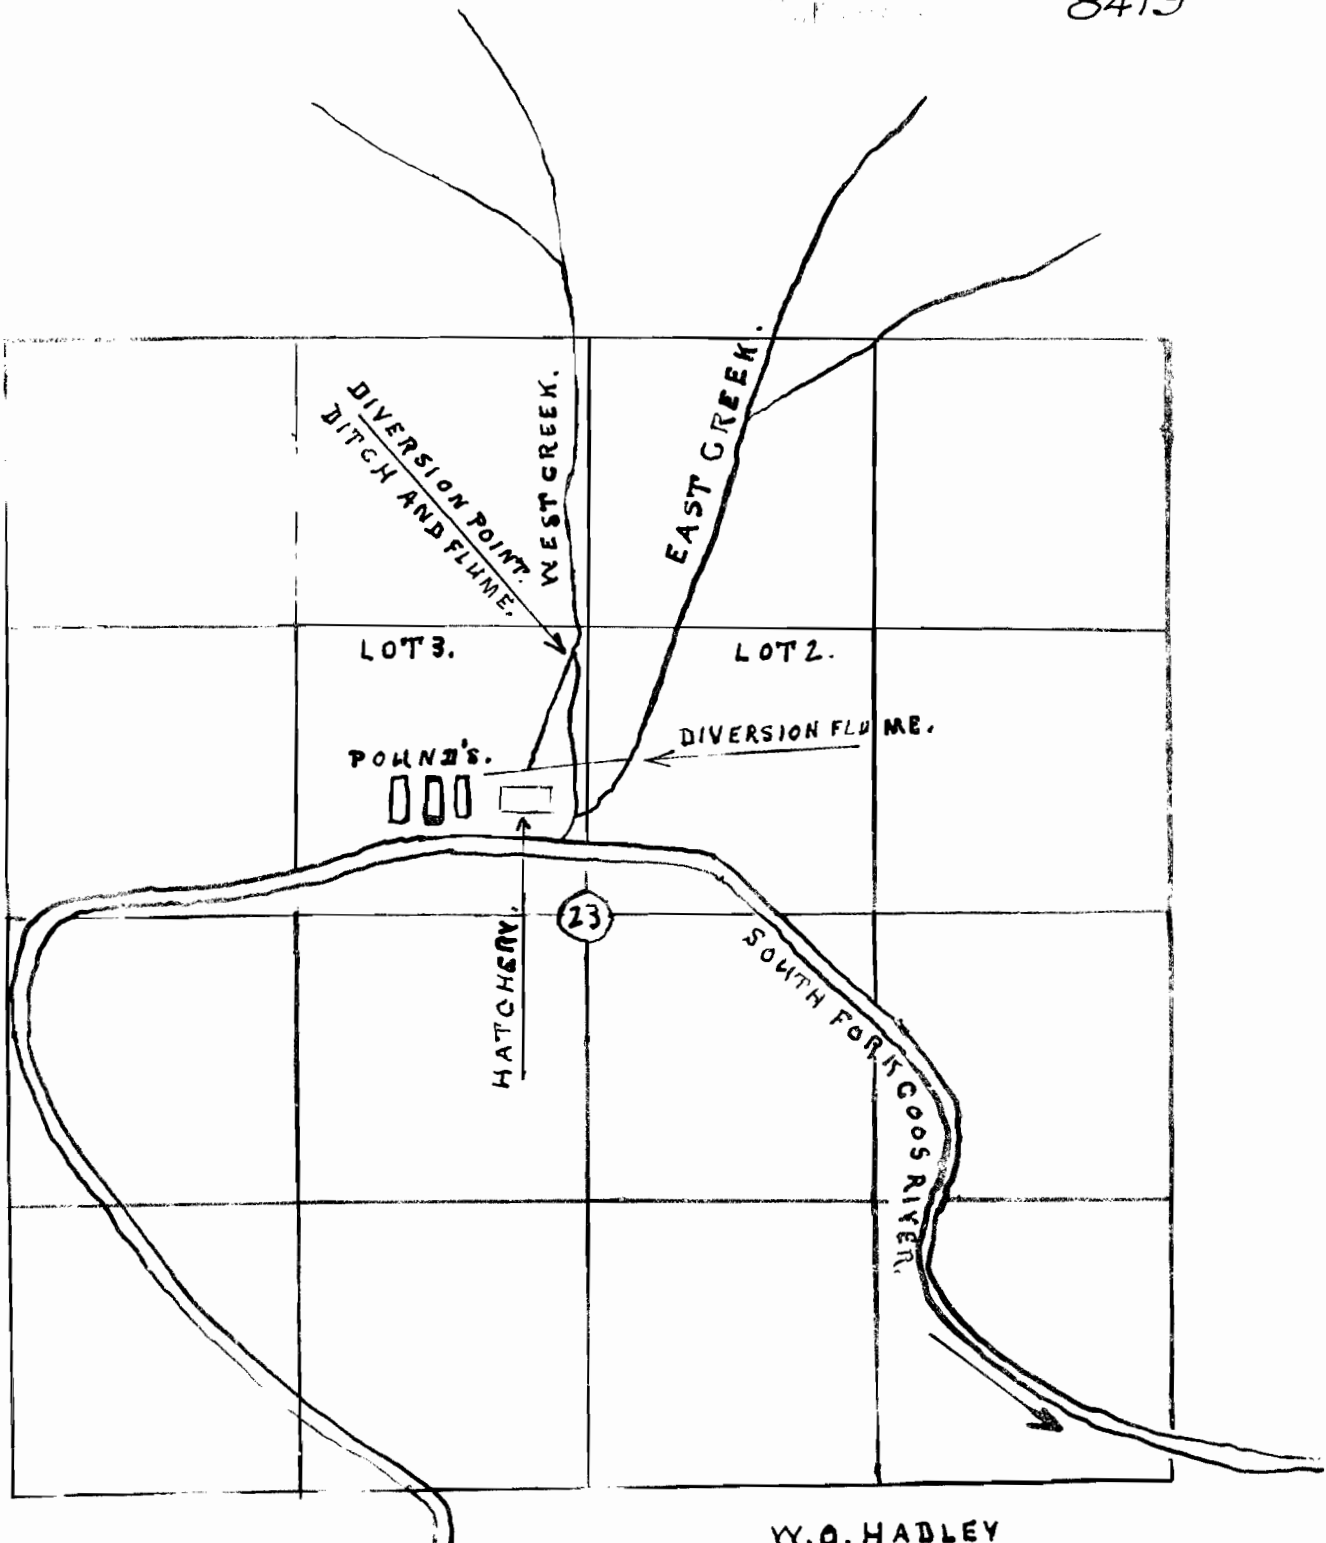 8419
DIVERSION POINT.
DITCH AND FLUME.
WEST CREEK.
EAST CREEK.
LOT 3.
LOT 2.
DIVERSION FLUME.
POUND'S.
HATCHERY.
23
SOUTH FORK COOS RIVER.
W.O. HADLEY